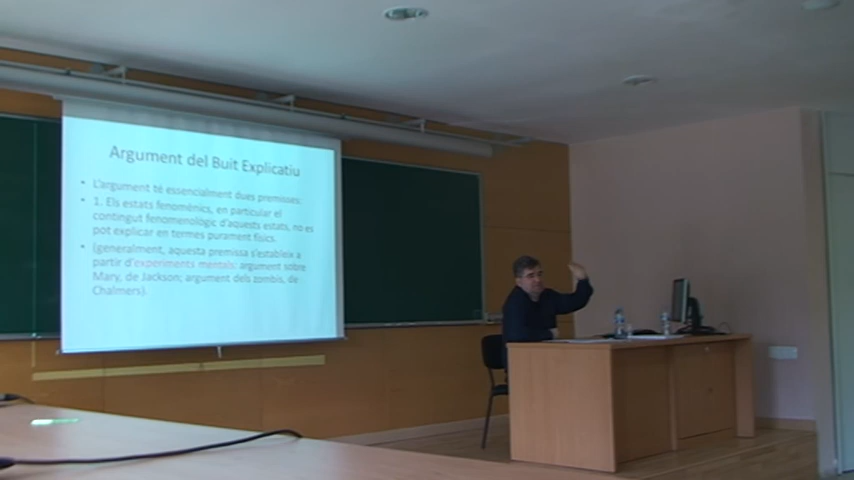 Argument del Buit Explicatiu
• L'argument té essencialment dues premisses:
• 1. Els estats fenomènics, en particular el
contingut fenomenològic d'aquests estats, no es
pot explicar en termes purament físics.
• (generalment, aquesta premissa s'estableix a
partir d'experiments mentals: argument sobre
Mary, de Jackson; argument dels zombis, de
Chalmers).